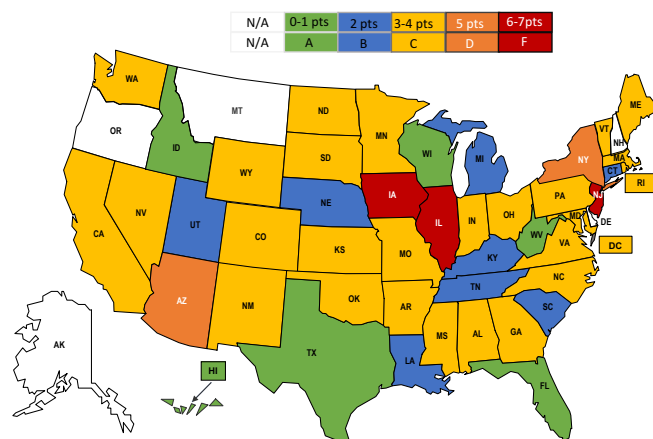 N/A 0-1 pts 2 pts 3-4 pts 5 pts 6-7pts
N/A A B C D F
WA
MT
ND
MN
ME
OR
ID
WI
MI
VT
NH
SD
WY
NY
MA
CT
RI
IA
NE
PA
NJ
NV
UT
IL
IN
OH
MD
DE
CA
CO
KS
MO
WV
VA
DC
KY
NC
TN
AZ
NM
OK
AR
SC
MS
AL
GA
AK
TX
LA
HI
FL